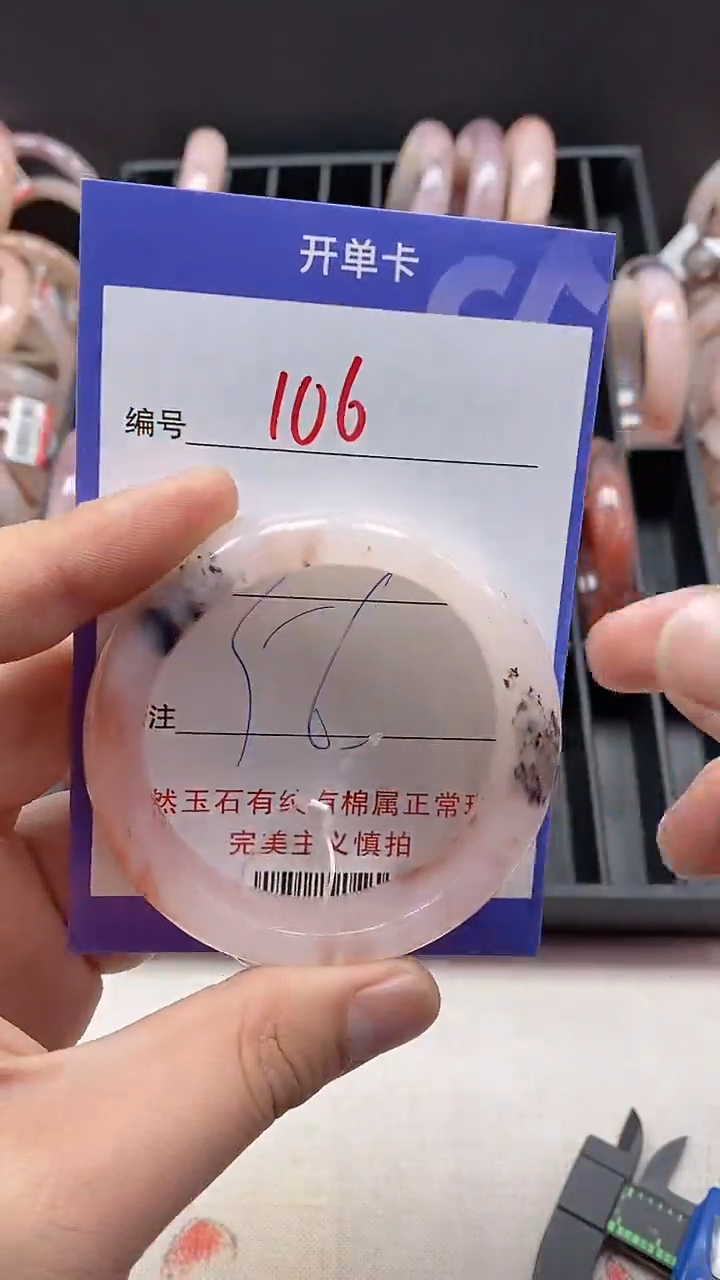 开单卡
编号 106
56
注
然玉石有纹有棉属正常现
完美主义慎拍